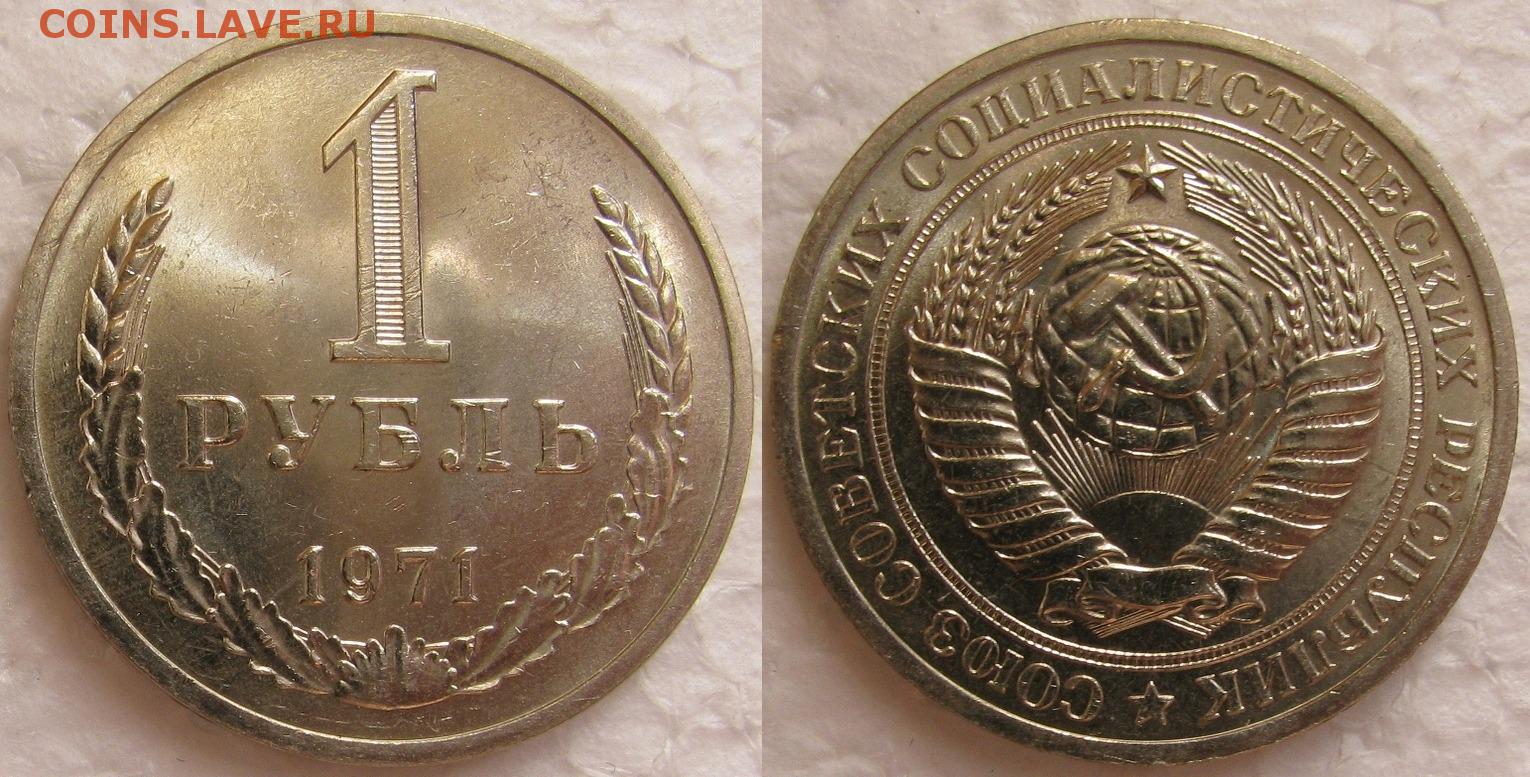 COINS.LAVE.RU
1
РУБЛЬ
1971
СОЮЗ СОВЕТСКИХ СОЦИАЛИСТИЧЕСКИХ РЕСПУБЛИК